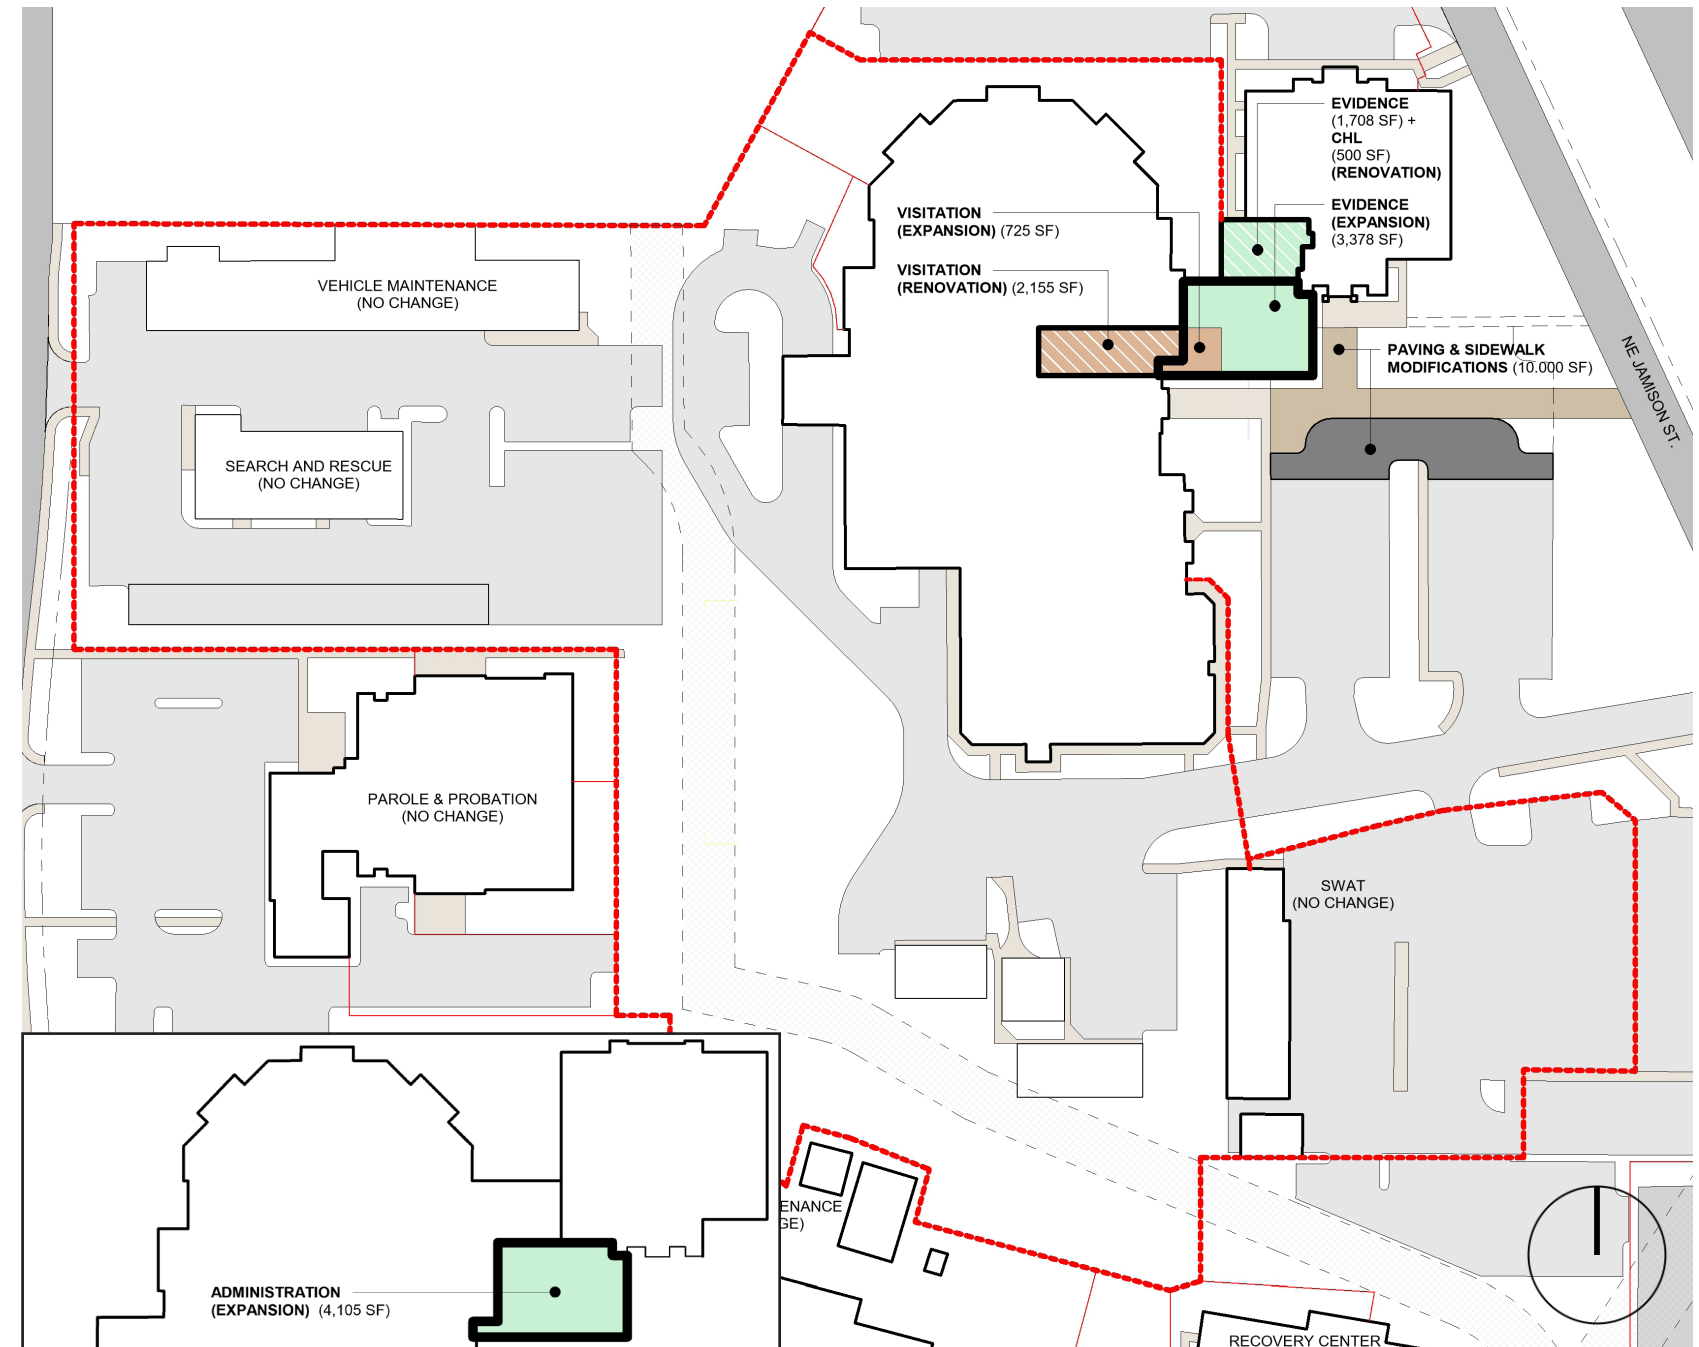 EVIDENCE
(1,708 SF) +
CHL
(500 SF)
(RENOVATION)
EVIDENCE
(EXPANSION)
(3,378 SF)
VISITATION
(EXPANSION) (725 SF)
VISITATION
(RENOVATION) (2,155 SF)
VEHICLE MAINTENANCE
(NO CHANGE)
PAVING & SIDEWALK
MODIFICATIONS (10.000 SF)
NE JAMISON ST.
SEARCH AND RESCUE
(NO CHANGE)
PAROLE & PROBATION
(NO CHANGE)
SWAT
(NO CHANGE)
ENANCE
GE)
ADMINISTRATION
(EXPANSION) (4,105 SF)
RECOVERY CENTER